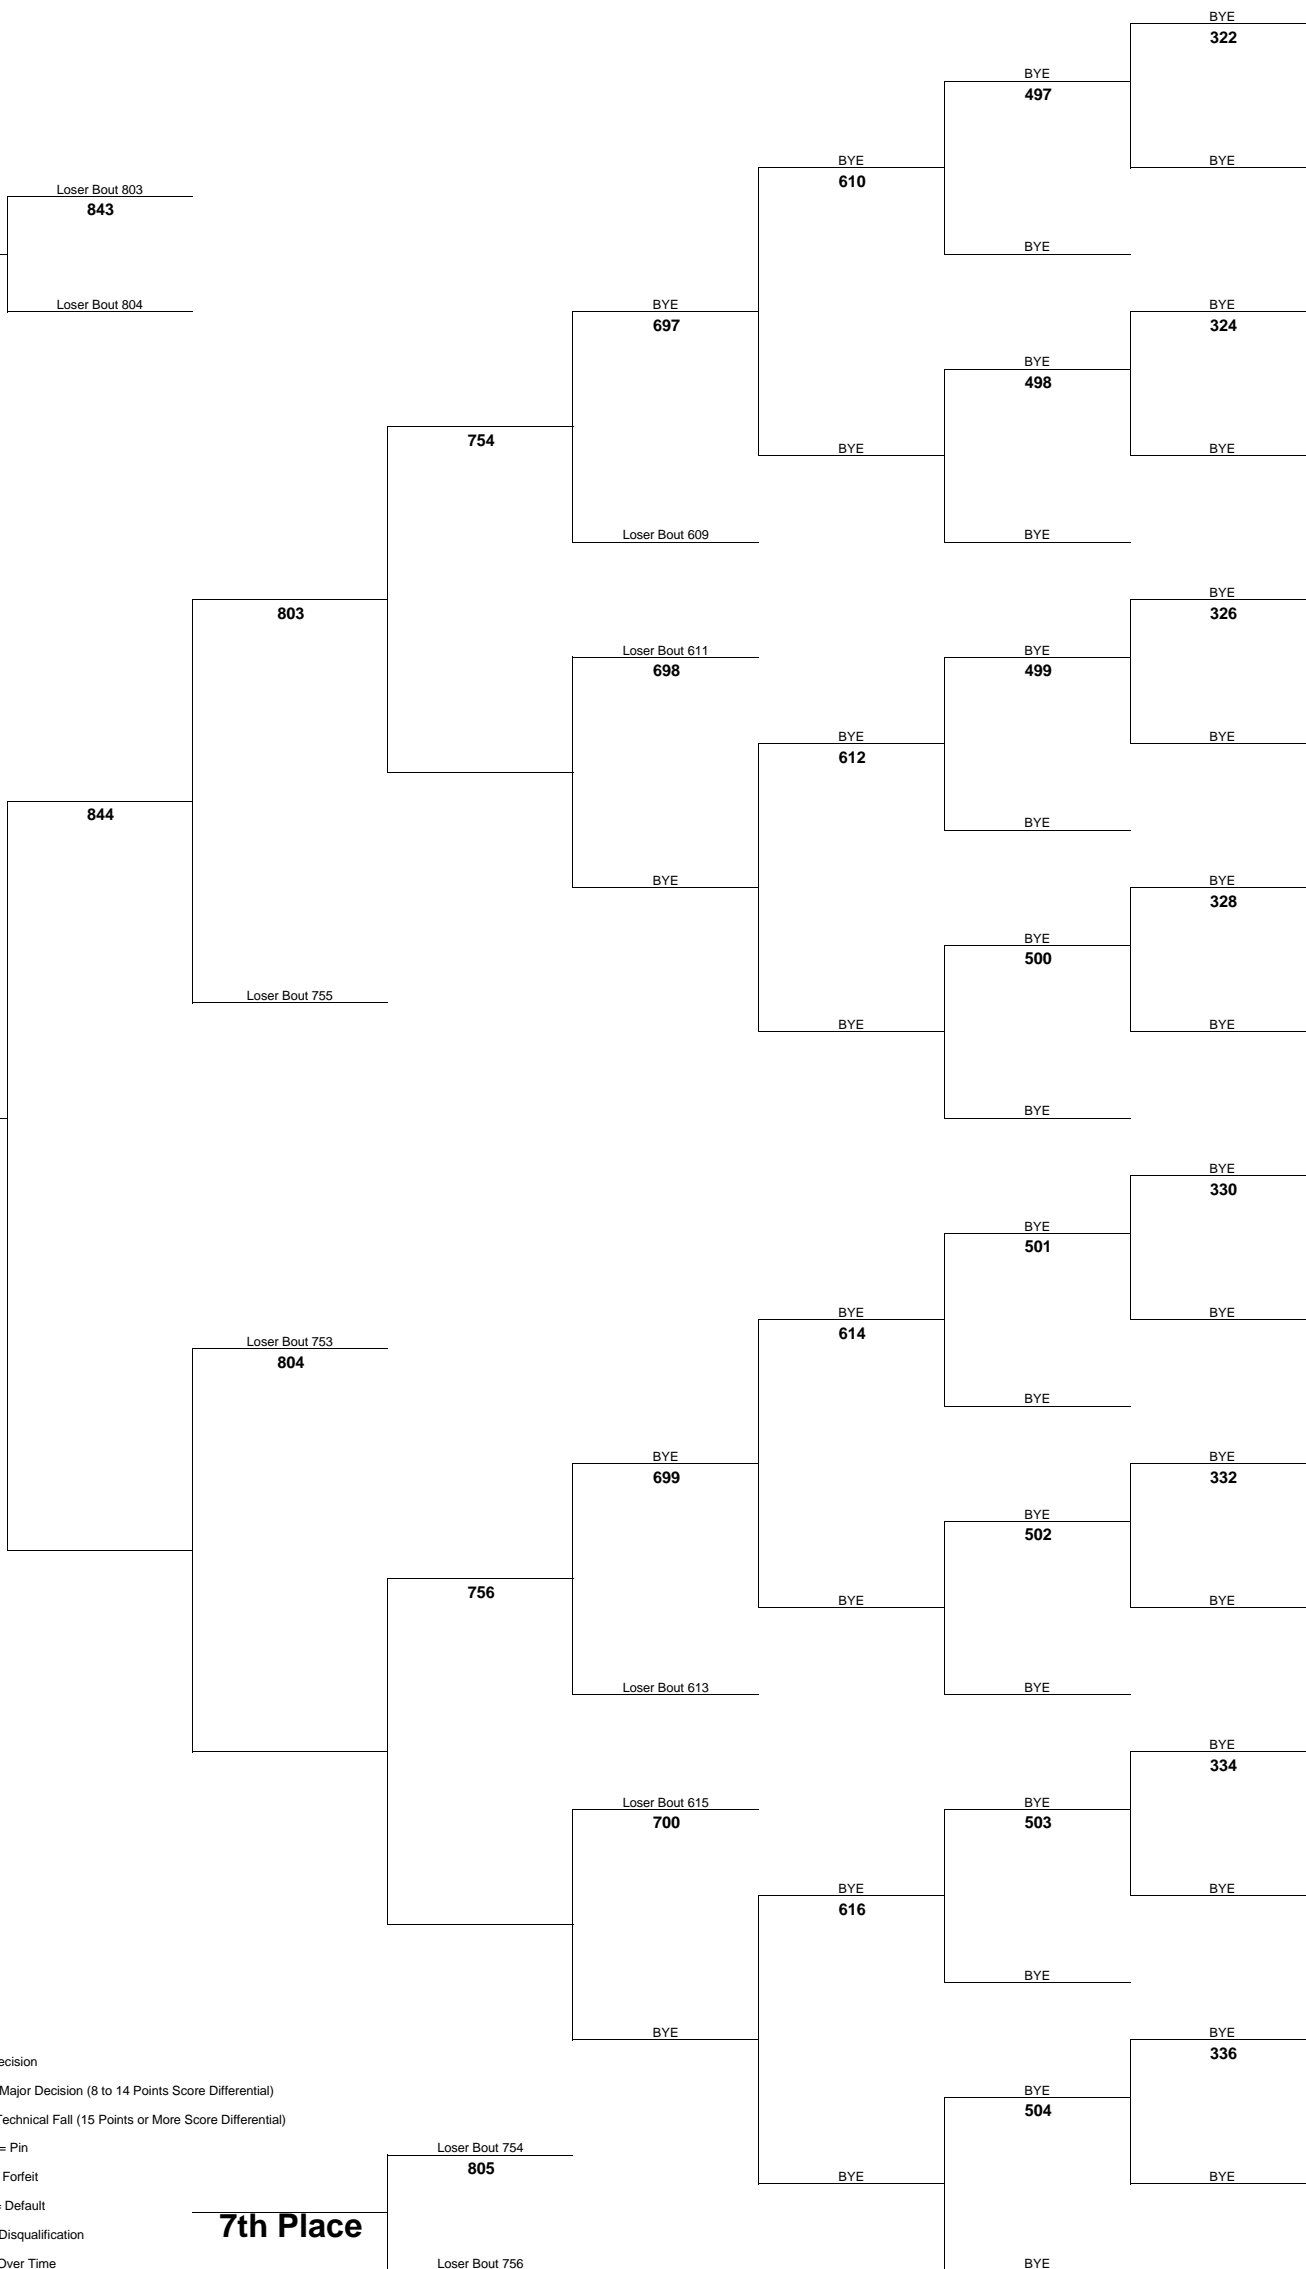 BYE
322
BYE
497
BYE
BYE
610
Loser Bout 803
843
BYE
Loser Bout 804
BYE
BYE
697
324
BYE
498
754
BYE
BYE
Loser Bout 609
BYE
BYE
803
326
Loser Bout 611
BYE
698
499
BYE
BYE
612
844
BYE
BYE
BYE
328
BYE
500
Loser Bout 755
BYE
BYE
BYE
BYE
330
BYE
501
BYE
BYE
614
Loser Bout 753
804
BYE
BYE
BYE
699
332
BYE
502
756
BYE
BYE
Loser Bout 613
BYE
BYE
334
Loser Bout 615
BYE
700
503
BYE
BYE
616
BYE
BYE
BYE
336
ecision
Major Decision (8 to 14 Points Score Differential)
BYE
504
Technical Fall (15 Points or More Score Differential)
= Pin
Loser Bout 754
805
Forfeit
BYE
BYE
= Default
7th Place
Disqualification
Over Time
Loser Bout 756
BYE